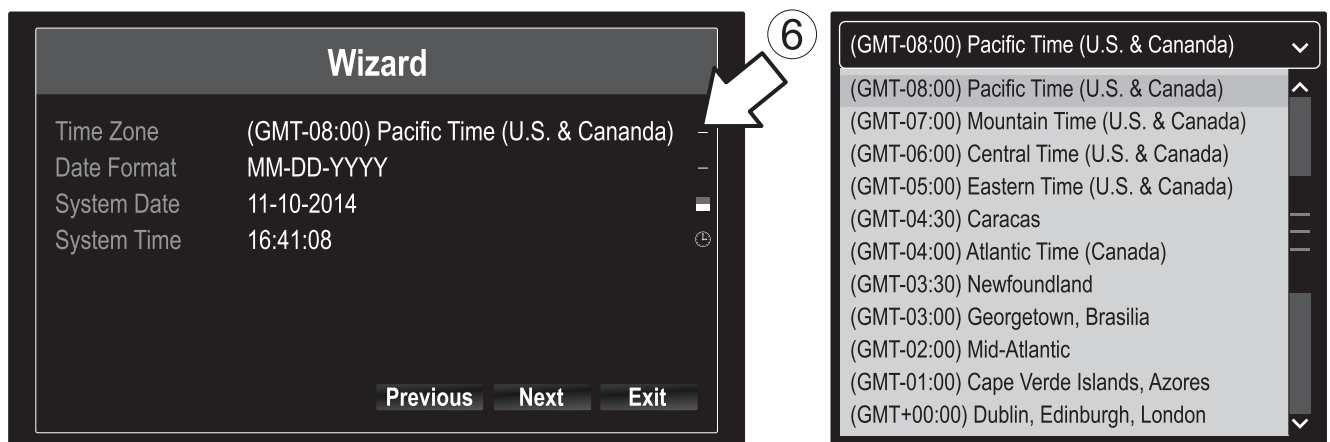 Wizard
Time Zone (GMT-08:00) Pacific Time (U.S. & Cananda)
Date Format MM-DD-YYYY
System Date 11-10-2014
System Time 16:41:08
Previous Next Exit
6
(GMT-08:00) Pacific Time (U.S. & Cananda)
(GMT-08:00) Pacific Time (U.S. & Canada)
(GMT-07:00) Mountain Time (U.S. & Canada)
(GMT-06:00) Central Time (U.S. & Canada)
(GMT-05:00) Eastern Time (U.S. & Canada)
(GMT-04:30) Caracas
(GMT-04:00) Atlantic Time (Canada)
(GMT-03:30) Newfoundland
(GMT-03:00) Georgetown, Brasilia
(GMT-02:00) Mid-Atlantic
(GMT-01:00) Cape Verde Islands, Azores
(GMT+00:00) Dublin, Edinburgh, London